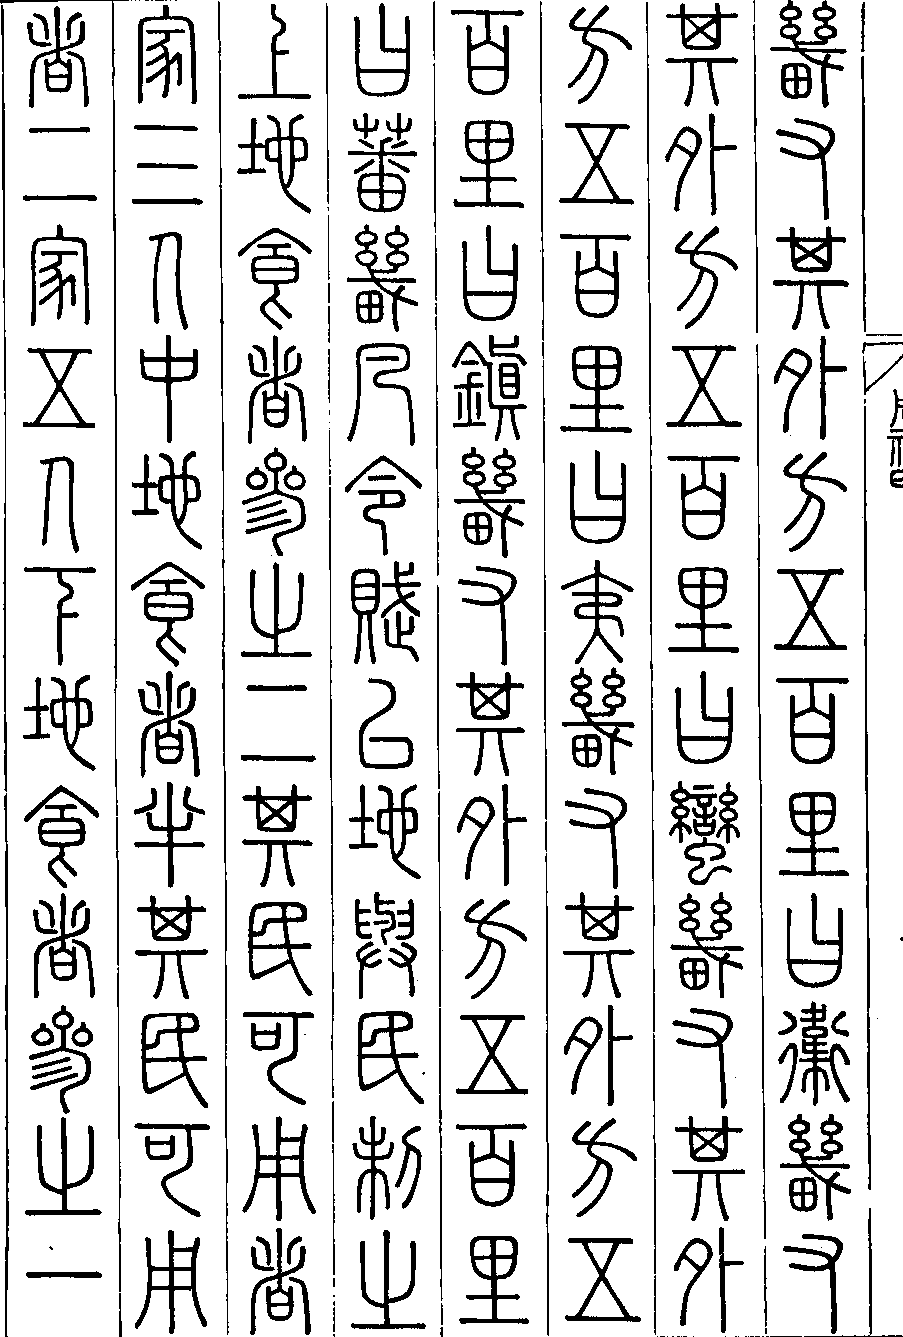 畿又其外方五百里曰衛畿又
其外方五百里曰蠻畿又其外
方五百里曰夷畿又其外方五
百里曰鎮畿又其外方五百里
曰蕃畿乃令賦以地與民制之
上地食者參之二其民可用者
家三人中地食者半其民可用
者二家五人下地食者參之一